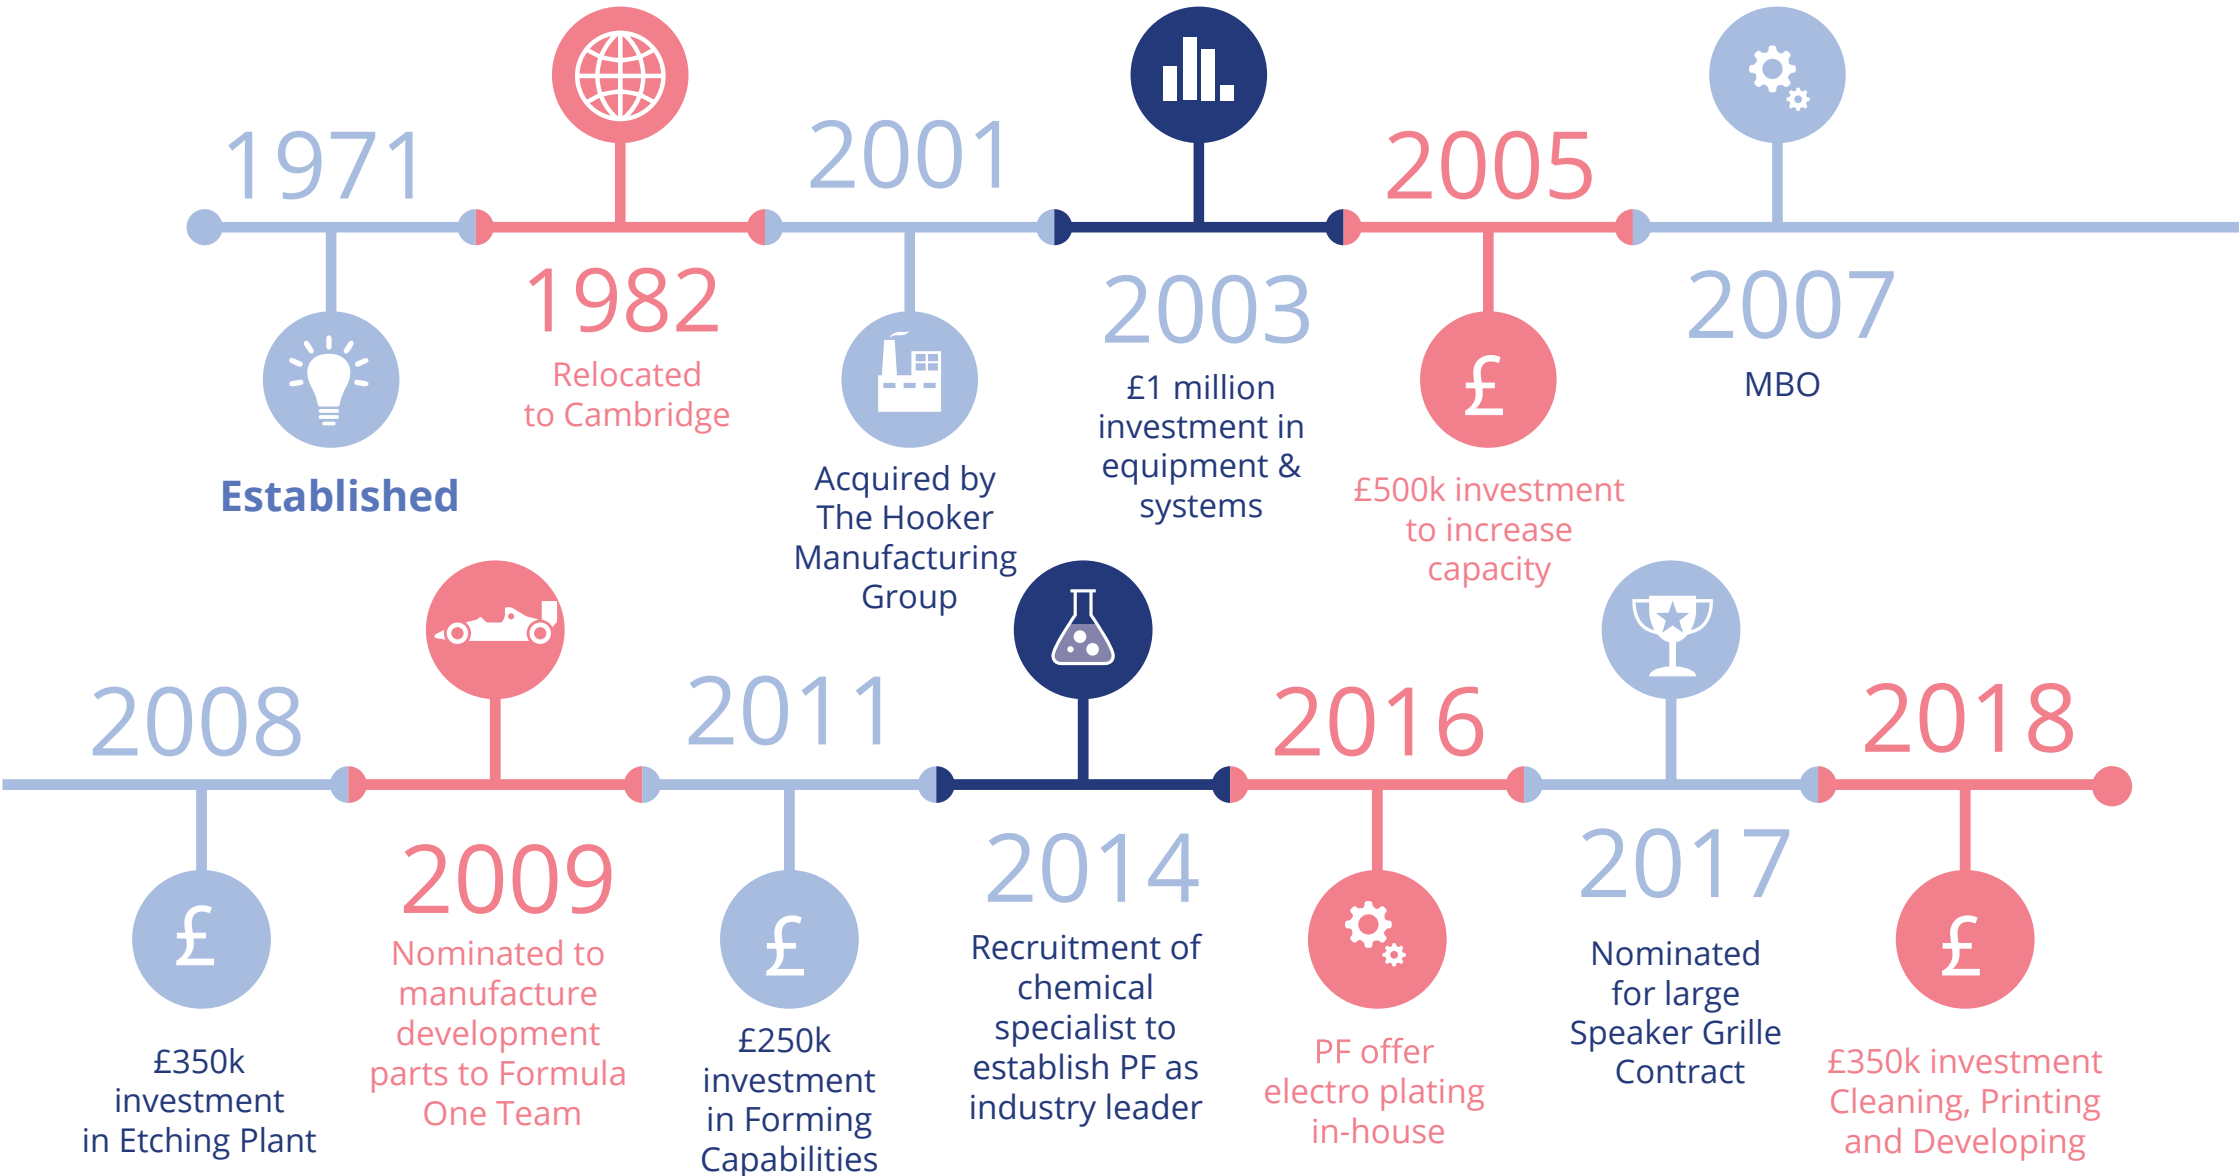 1971
Established
1982
Relocated
to Cambridge
2001
Acquired by
The Hooker
Manufacturing
Group
2003
£1 million
investment in
equipment &
systems
2005
£
£500k investment
to increase
capacity
2007
MBO
2008
£
£350k
investment
in Etching Plant
2009
Nominated to
manufacture
development
parts to Formula
One Team
2011
£
£250k
investment
in Forming
Capabilities
2014
Recruitment of
chemical
specialist to
establish PF as
industry leader
2016
PF offer
electro plating
in-house
2017
Nominated
for large
Speaker Grille
Contract
2018
£
£350k investment
Cleaning, Printing
and Developing